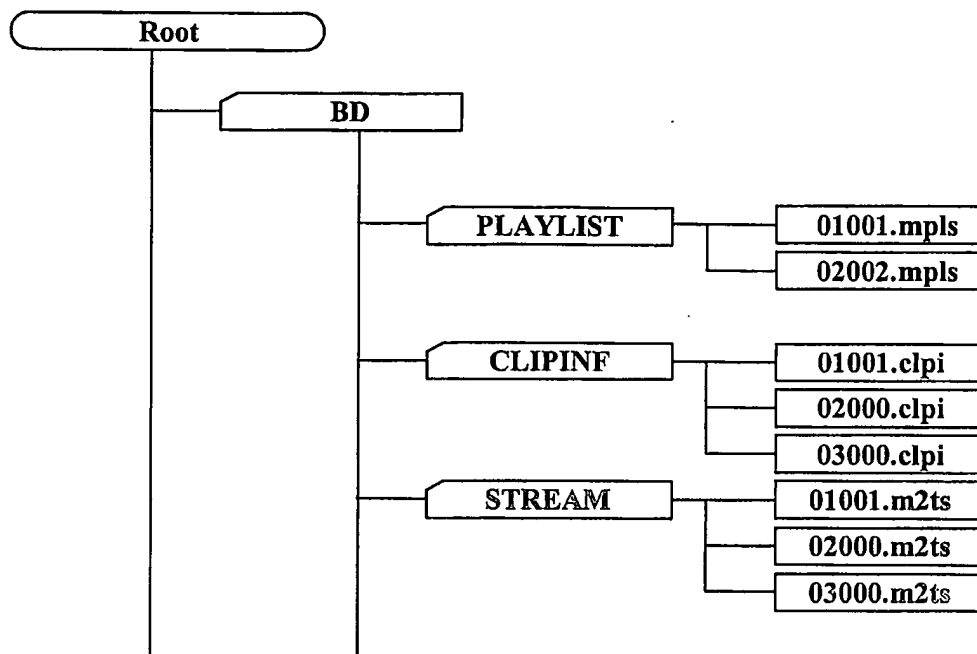 Root
BD
PLAYLIST
01001.mpls
02002.mpls
CLIPINF
01001.clpi
02000.clpi
03000.clpi
STREAM
01001.m2ts
02000.m2ts
03000.m2ts